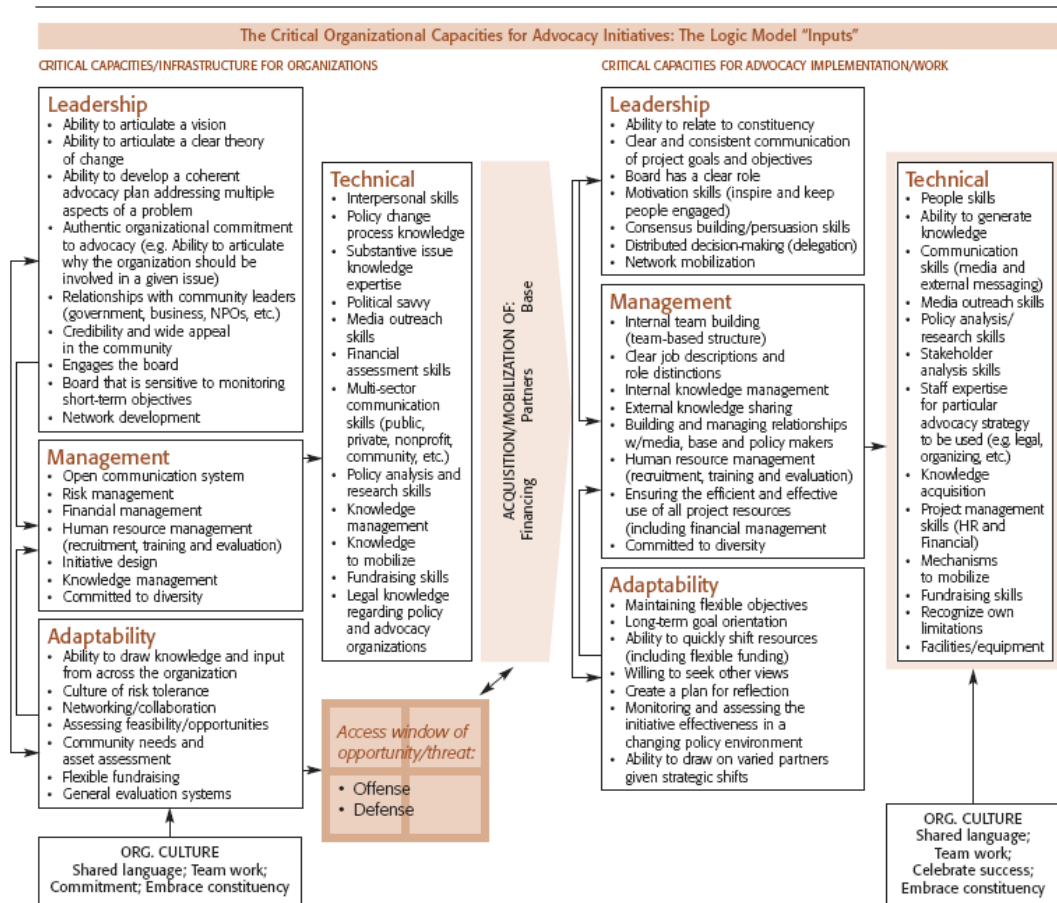 The Critical Organizational Capacities for Advocacy Initiatives: The Logic Model “Inputs”
CRITICAL CAPACITIES/INFRASTRUCTURE FOR ORGANIZATIONS
Leadership
• Ability to articulate a vision
• Ability to articulate a clear theory
of change
• Ability to develop a coherent
advocacy plan addressing multiple
aspects of a problem
• Authentic organizational commitment
to advocacy (e.g. Ability to articulate
why the organization should be
involved in a given issue)
• Relationships with community leaders
(government, business, NPOs, etc.)
• Credibility and wide appeal
in the community
• Engages the board
• Board that is sensitive to monitoring
short-term objectives
• Network development
Management
• Open communication system
• Risk management
• Financial management
• Human resource management
(recruitment, training and evaluation)
• Initiative design
• Knowledge management
• Committed to diversity
Adaptability
• Ability to draw knowledge and input
from across the organization
• Culture of risk tolerance
• Networking/collaboration
• Assessing feasibility/opportunities
• Community needs and
asset assessment
• Flexible fundraising
• General evaluation systems
ORG. CULTURE
Shared language; Team work;
Commitment; Embrace constituency
Technical
• Interpersonal skills
• Policy change
process knowledge
• Substantive issue
knowledge
expertise
• Political savvy
• Media outreach
skills
• Financial
assessment skills
• Multi-sector
communication
skills (public,
private, nonprofit,
community, etc.)
• Policy analysis and
research skills
• Knowledge
management
• Knowledge
to mobilize
• Fundraising skills
• Legal knowledge
regarding policy
and advocacy
organizations
Access window of
opportunity/threat:
• Offense
• Defense
ACQUISITION/MOBILIZATION OF:
Financing Partners Base
CRITICAL CAPACITIES FOR ADVOCACY IMPLEMENTATION/WORK
Leadership
• Ability to relate to constituency
• Clear and consistent communication
of project goals and objectives
• Board has a clear role
• Motivation skills (inspire and keep
people engaged)
• Consensus building/persuasion skills
• Distributed decision-making (delegation)
• Network mobilization
Management
• Internal team building
(team-based structure)
• Clear job descriptions and
role distinctions
• Internal knowledge management
• External knowledge sharing
• Building and managing relationships
w/media, base and policy makers
• Human resource management
(recruitment, training and evaluation)
• Ensuring the efficient and effective
use of all project resources
(including financial management
• Committed to diversity
Adaptability
• Maintaining flexible objectives
• Long-term goal orientation
• Ability to quickly shift resources
(including flexible funding)
• Willing to seek other views
• Create a plan for reflection
• Monitoring and assessing the
initiative effectiveness in a
changing policy environment
• Ability to draw on varied partners
given strategic shifts
Technical
• People skills
• Ability to generate
knowledge
• Communication
skills (media and
external messaging)
• Media outreach skills
• Policy analysis/
research skills
• Stakeholder
analysis skills
• Staff expertise
for particular
advocacy strategy
to be used (e.g. legal,
organizing, etc.)
• Knowledge
acquisition
• Project management
skills (HR and
Financial)
• Mechanisms
to mobilize
• Fundraising skills
• Recognize own
limitations
• Facilities/equipment
ORG. CULTURE
Shared language;
Team work;
Celebrate success;
Embrace constituency